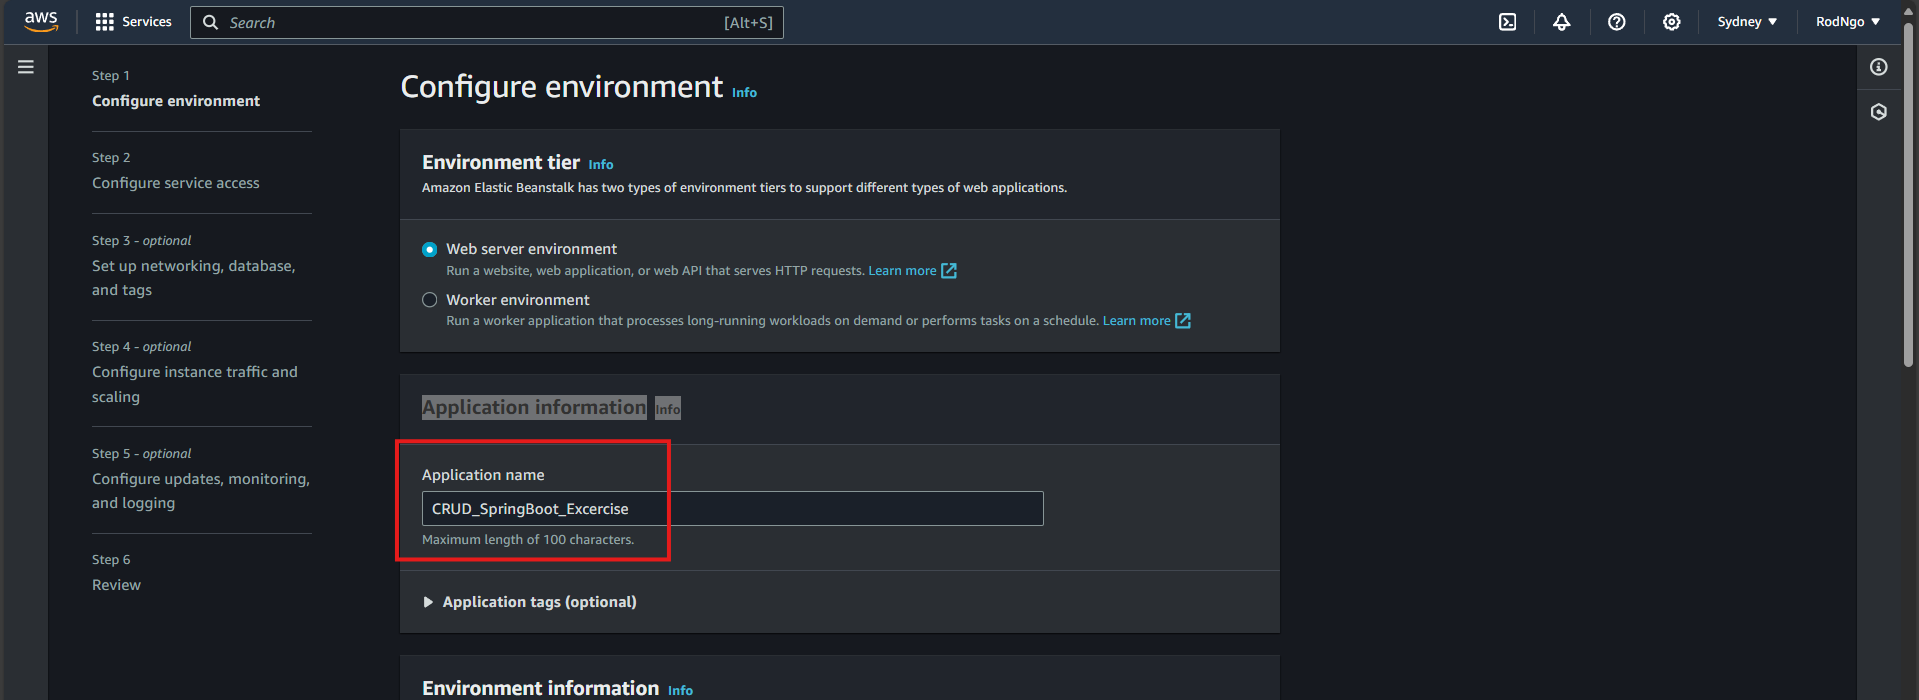 aws
Services
Search
[Alt+S]
Sydney
RodNgo
Step 1
Configure environment
Step 2
Configure service access
Step 3 - optional
Set up networking, database,
and tags
Step 4 - optional
Configure instance traffic and
scaling
Step 5 - optional
Configure updates, monitoring,
and logging
Step 6
Review
Configure environment Info
Environment tier Info
Amazon Elastic Beanstalk has two types of environment tiers to support different types of web applications.
Web server environment
Run a website, web application, or web API that serves HTTP requests. Learn more
Worker environment
Run a worker application that processes long-running workloads on demand or performs tasks on a schedule. Learn more
Application information Info
Application name
CRUD_SpringBoot_Excercise
Maximum length of 100 characters.
Application tags (optional)
Environment information Info